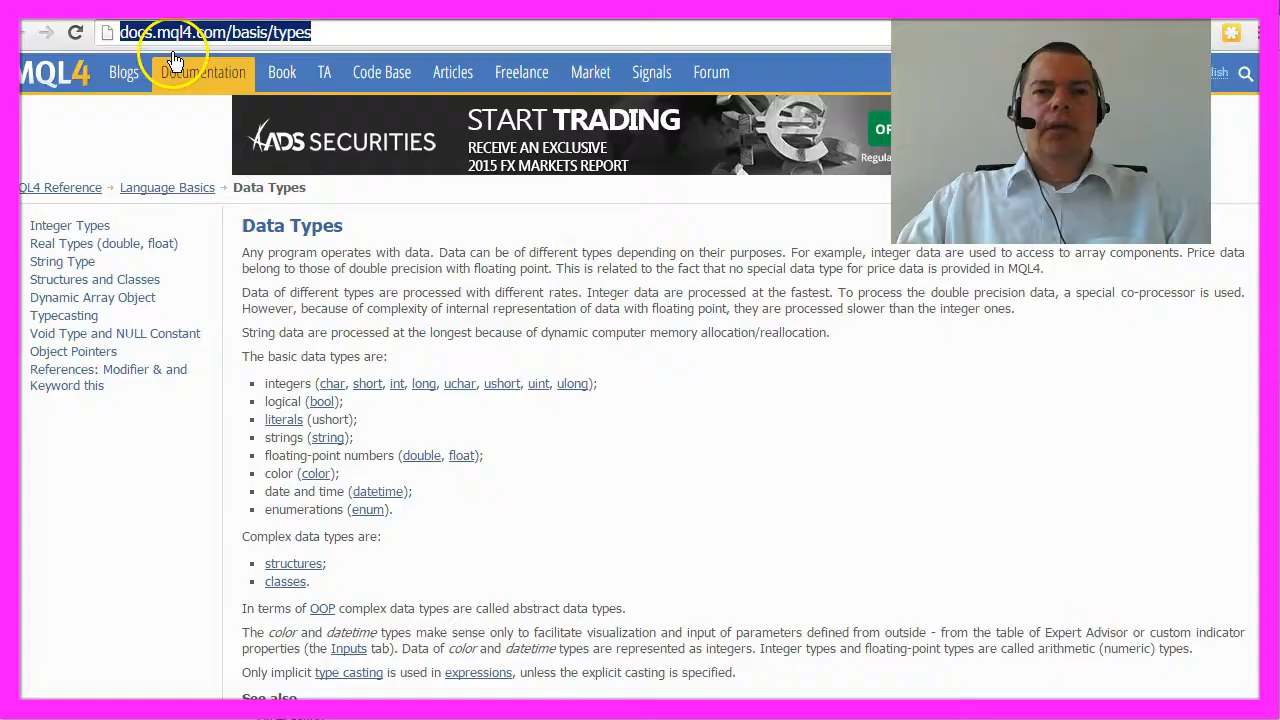 docs.mql4.com/basis/types
MQL4 Blogs Documentation Book TA Code Base Articles Freelance Market Signals Forum
ADS SECURITIES
START TRADING
RECEIVE AN EXCLUSIVE
2015 FX MARKETS REPORT
QL4 Reference → Language Basics → Data Types
Integer Types
Real Types (double, float)
String Type
Structures and Classes
Dynamic Array Object
Typecasting
Void Type and NULL Constant
Object Pointers
References: Modifier & and
Keyword this
Data Types
Any program operates with data. Data can be of different types depending on their purposes. For example, integer data are used to access to array components. Price data
belong to those of double precision with floating point. This is related to the fact that no special data type for price data is provided in MQL4.
Data of different types are processed with different rates. Integer data are processed at the fastest. To process the double precision data, a special co-processor is used.
However, because of complexity of internal representation of data with floating point, they are processed slower than the integer ones.
String data are processed at the longest because of dynamic computer memory allocation/reallocation.
The basic data types are:
▪ integers (char, short, int, long, uchar, ushort, uint, ulong);
▪ logical (bool);
▪ literals (ushort);
▪ strings (string);
▪ floating-point numbers (double, float);
▪ color (color);
▪ date and time (datetime);
▪ enumerations (enum).
Complex data types are:
▪ structures;
▪ classes.
In terms of OOP complex data types are called abstract data types.
The color and datetime types make sense only to facilitate visualization and input of parameters defined from outside - from the table of Expert Advisor or custom indicator
properties (the Inputs tab). Data of color and datetime types are represented as integers. Integer types and floating-point types are called arithmetic (numeric) types.
Only implicit type casting is used in expressions, unless the explicit casting is specified.
See also